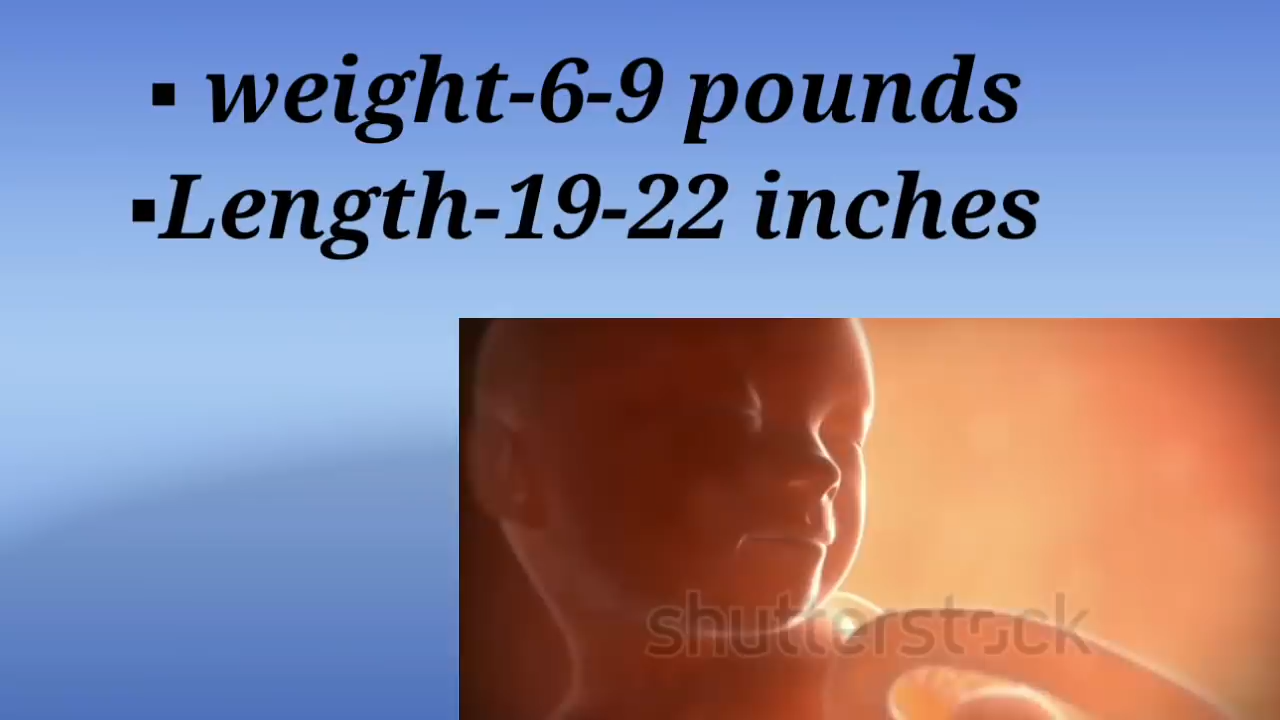 ▪ weight-6-9 pounds
▪Length-19-22 inches
shutterstock